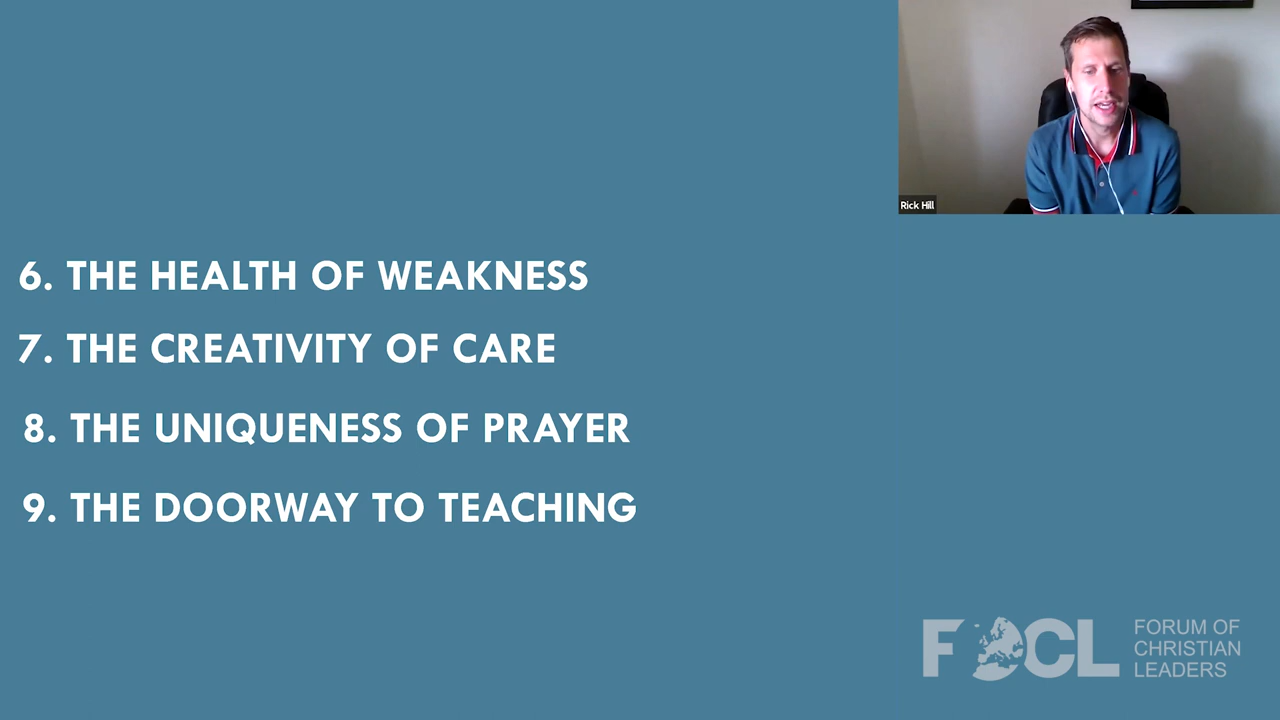 Rick Hill
6. THE HEALTH OF WEAKNESS
7. THE CREATIVITY OF CARE
8. THE UNIQUENESS OF PRAYER
9. THE DOORWAY TO TEACHING
FOCL
FORUM OF
CHRISTIAN
LEADERS